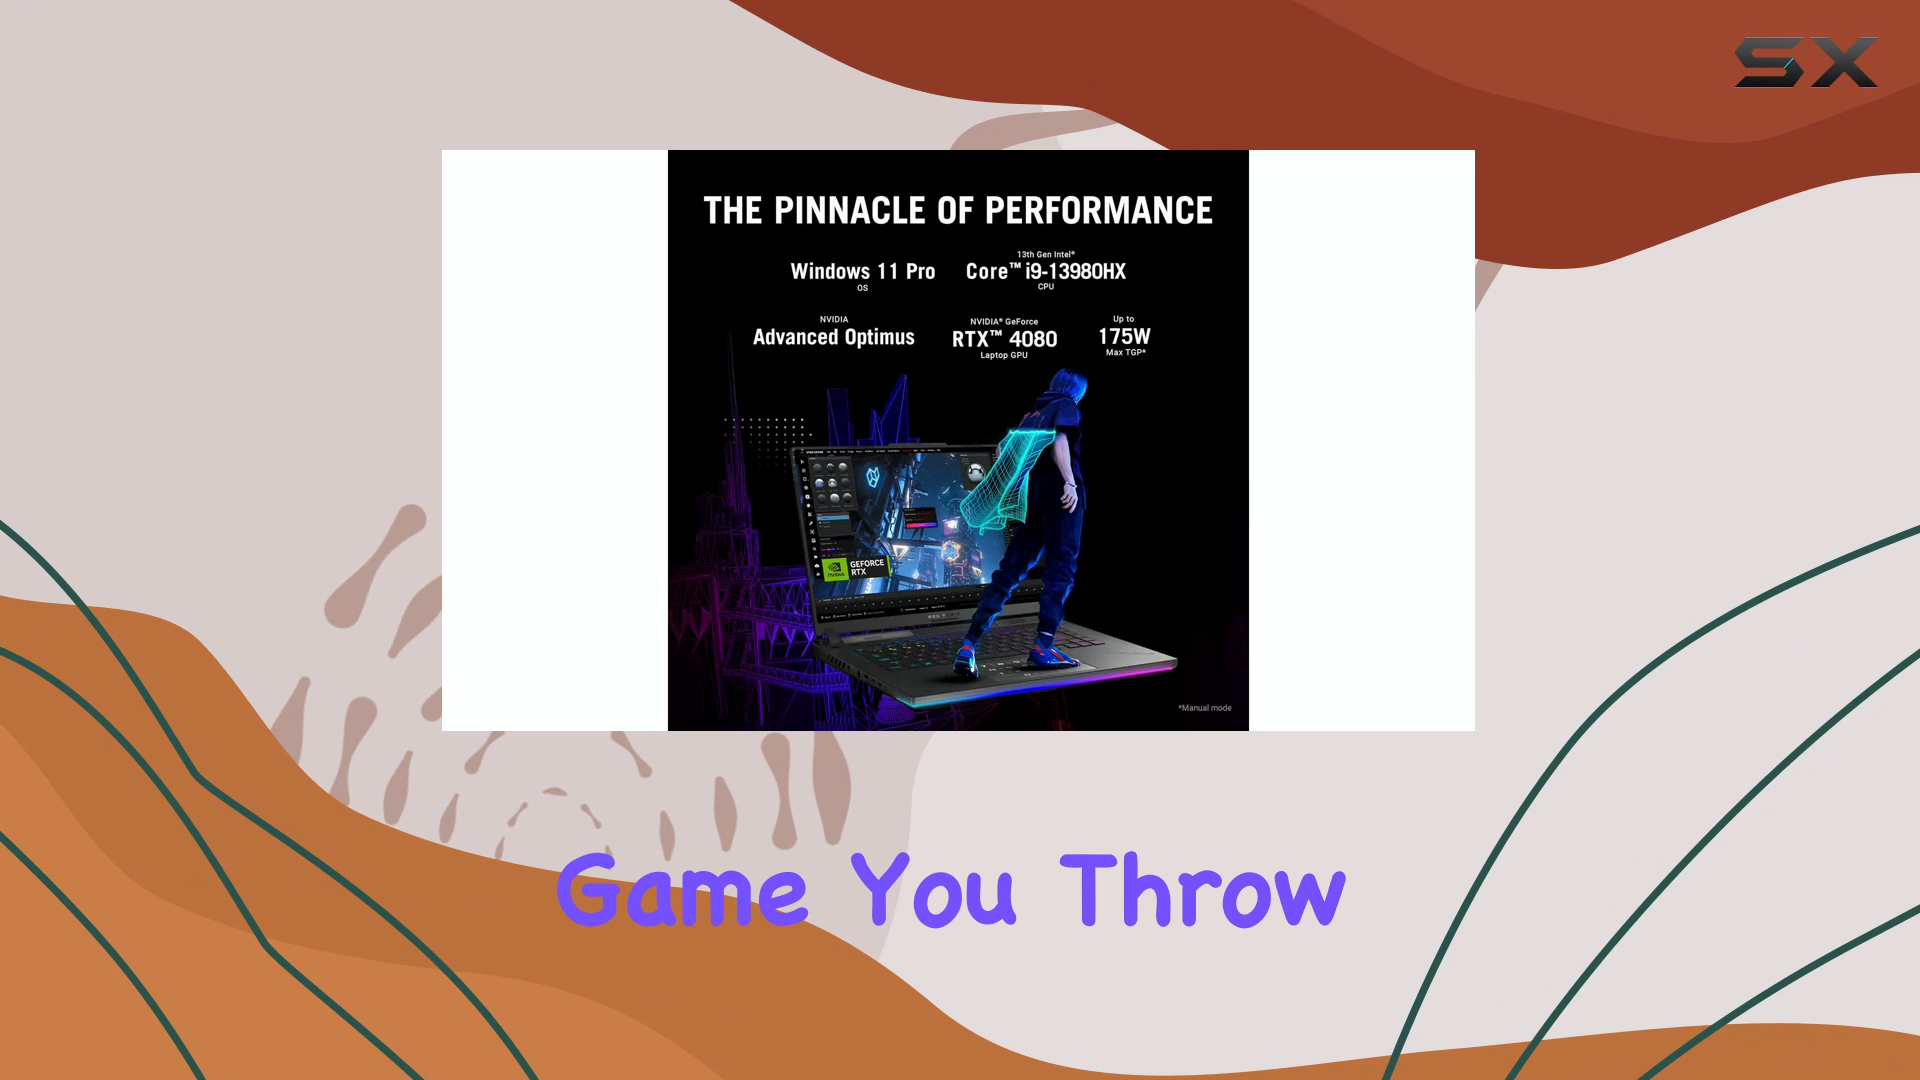 SX
THE PINNACLE OF PERFORMANCE
Windows 11 Pro
OS
13th Gen Intel®
Core™ i9-13980HX
CPU
NVIDIA
Advanced Optimus
NVIDIA® GeForce
RTX™ 4080
Laptop GPU
Up to
175W
Max TGP*
NVIDIA
GEFORCE
RTX
*Manual mode
Game You Throw